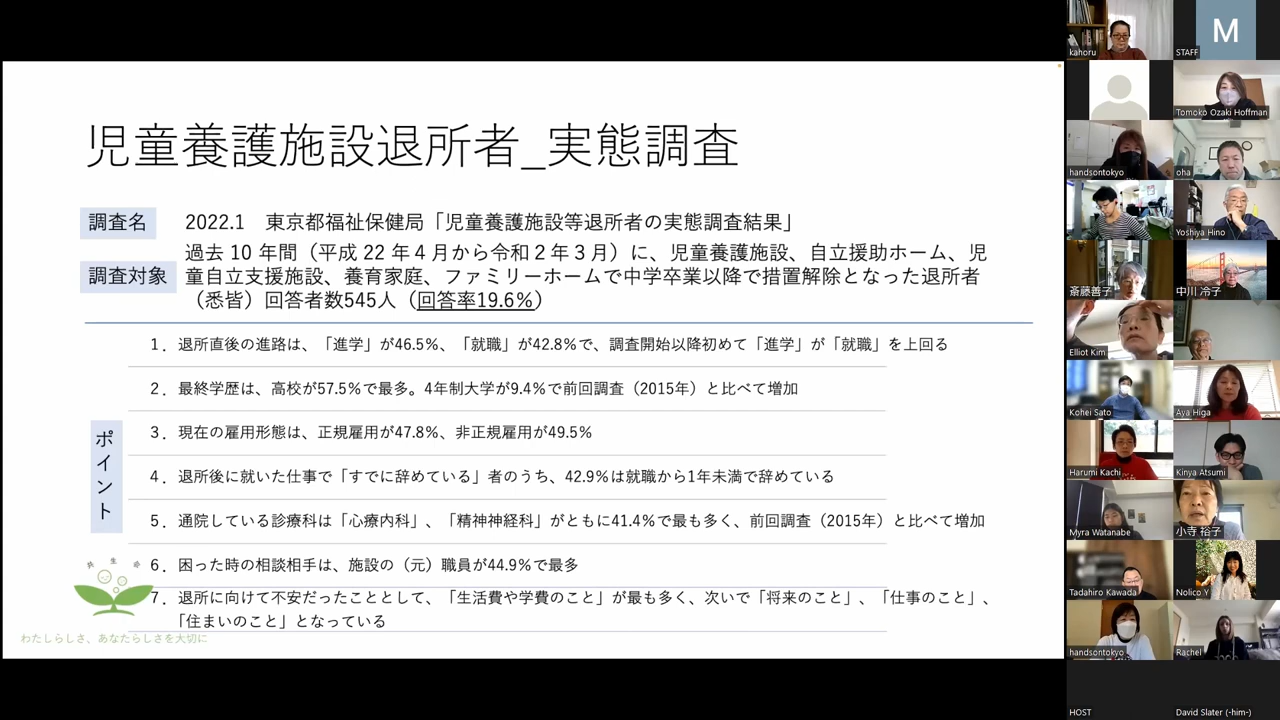 児童養護施設退所者_実態調査
調査名
2022.1 東京都福祉保健局「児童養護施設等退所者の実態調査結果」
調査対象
過去 10 年間（平成 22 年４月から令和２年３月）に、児童養護施設、自立援助ホーム、児
童自立支援施設、養育家庭、ファミリーホームで中学卒業以降で措置解除となった退所者
（悉皆）回答者数545人（回答率19.6%）
ポイント
1． 退所直後の進路は、「進学」が46.5%、「就職」が42.8%で、調査開始以降初めて「進学」が「就職」を上回る
2． 最終学歴は、高校が57.5%で最多。4年制大学が9.4%で前回調査（2015年）と比べて増加
3． 現在の雇用形態は、正規雇用が47.8%、非正規雇用が49.5%
4． 退所後に就いた仕事で「すでに辞めている」者のうち、42.9%は就職から1年未満で辞めている
5． 通院している診療科は「心療内科」、「精神神経科」がともに41.4%で最も多く、前回調査（2015年）と比べて増加
6． 困った時の相談相手は、施設の（元）職員が44.9%で最多
7． 退所に向けて不安だったこととして、「生活費や学費のこと」が最も多く、次いで「将来のこと」、「仕事のこと」、
「住まいのこと」となっている
共 生 命
わたしらしさ、あなたらしさを大切に
kahoru
M
STAFF
Tomoko Ozaki Hoffman
handsontokyo
oha
Yoshiya Hino
斎藤善子
中川 冷子
Elliot Kim
Kohei Sato
Aya Higa
Harumi Kachi
Kinya Atsumi
Myra Watanabe
小寺 裕子
Tadahiro Kawada
Nolico Y
handsontokyo
Rachel
HOST
David Slater (-him-)